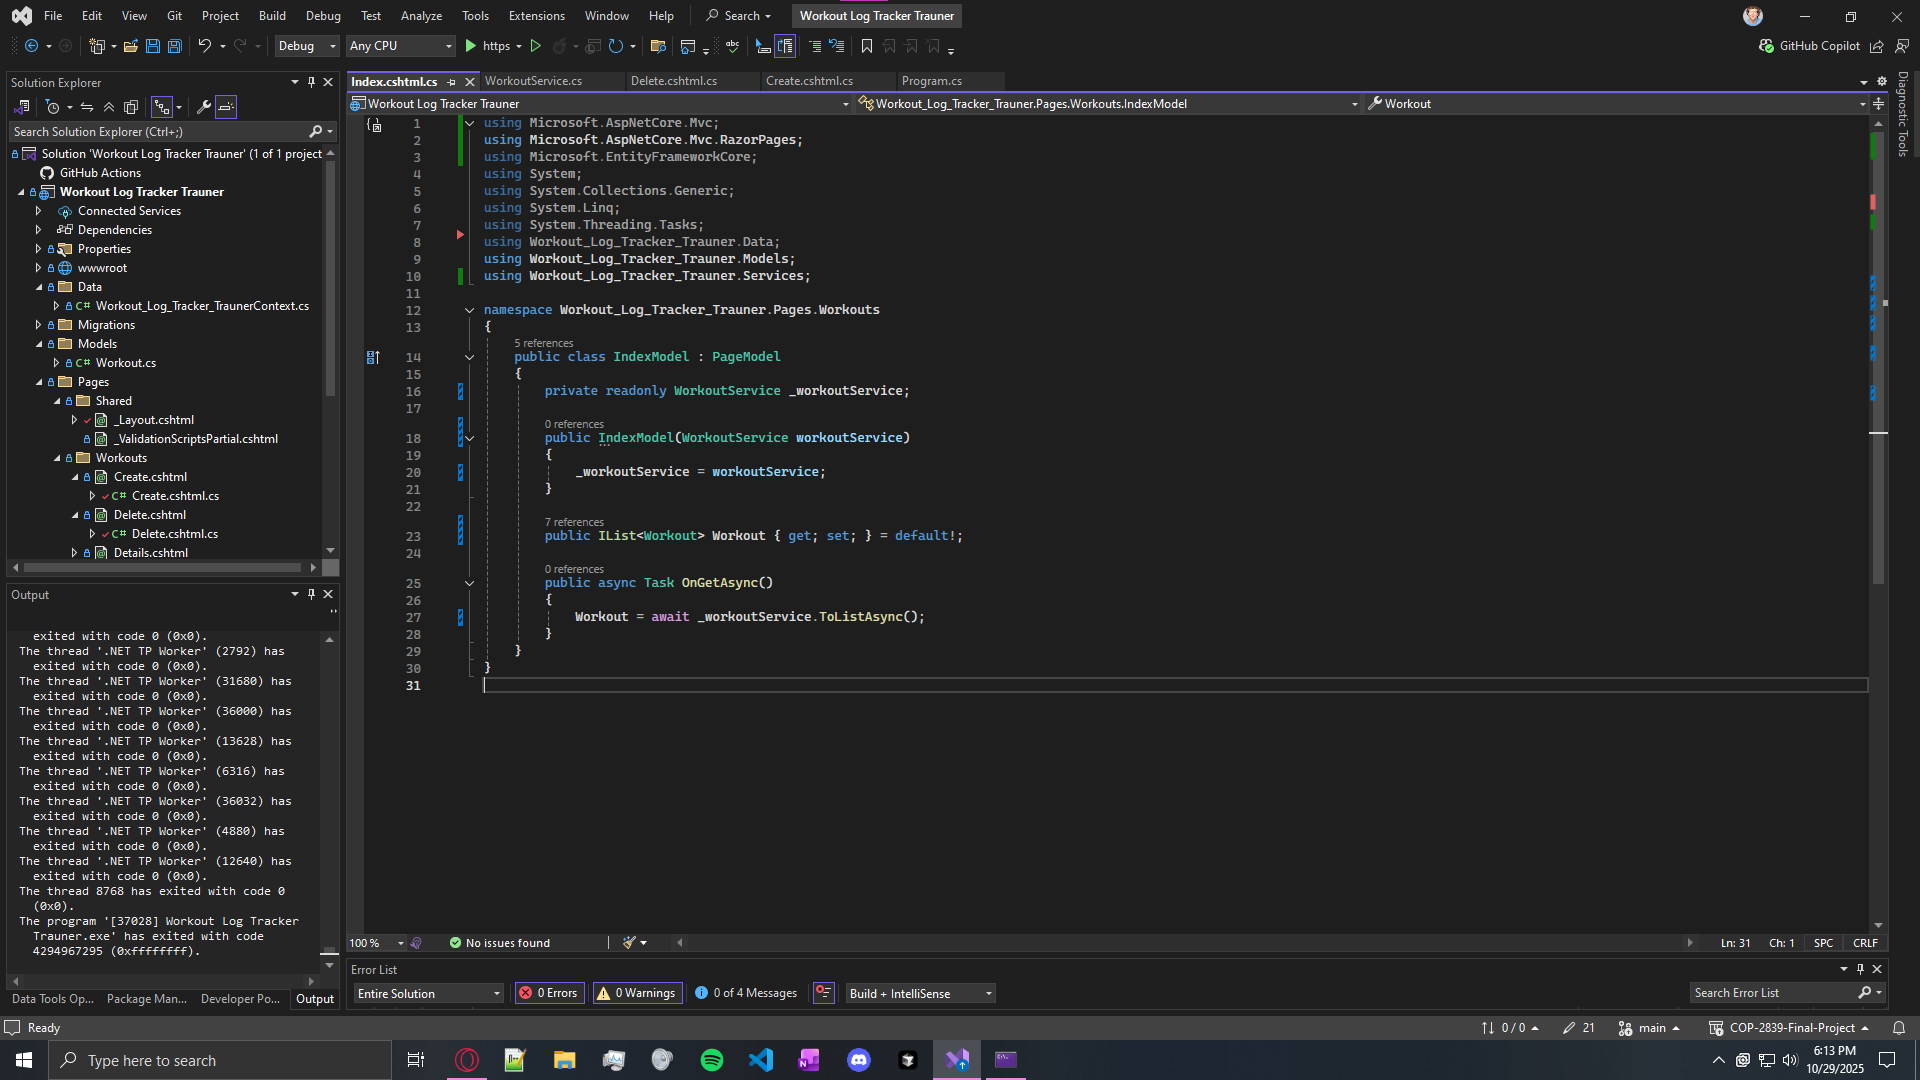 File Edit View Git Project Build Debug Test Analyze Tools Extensions Window Help Search Workout Log Tracker Trauner
Debug Any CPU https GitHub Copilot
Solution Explorer
Search Solution Explorer (Ctrl+;)
Solution 'Workout Log Tracker Trauner' (1 of 1 project
GitHub Actions
Workout Log Tracker Trauner
Connected Services
Dependencies
Properties
wwwroot
Data
C# Workout_Log_Tracker_TraunerContext.cs
Migrations
Models
C# Workout.cs
Pages
Shared
_Layout.cshtml
_ValidationScriptsPartial.cshtml
Workouts
Create.cshtml
C# Create.cshtml.cs
Delete.cshtml
C# Delete.cshtml.cs
Details.cshtml
Output
exited with code 0 (0x0).
The thread '.NET TP Worker' (2792) has
exited with code 0 (0x0).
The thread '.NET TP Worker' (31680) has
exited with code 0 (0x0).
The thread '.NET TP Worker' (36000) has
exited with code 0 (0x0).
The thread '.NET TP Worker' (13628) has
exited with code 0 (0x0).
The thread '.NET TP Worker' (6316) has
exited with code 0 (0x0).
The thread '.NET TP Worker' (36032) has
exited with code 0 (0x0).
The thread '.NET TP Worker' (4880) has
exited with code 0 (0x0).
The thread '.NET TP Worker' (12640) has
exited with code 0 (0x0).
The thread 8768 has exited with code 0
(0x0).
The program '[37028] Workout Log Tracker
Trauner.exe' has exited with code
4294967295 (0xffffffff).
Data Tools Op... Package Man... Developer Po... Output
Index.cshtml.cs WorkoutService.cs Delete.cshtml.cs Create.cshtml.cs Program.cs
Workout Log Tracker Trauner Workout_Log_Tracker_Trauner.Pages.Workouts.IndexModel Workout
1 using Microsoft.AspNetCore.Mvc;
2 using Microsoft.AspNetCore.Mvc.RazorPages;
3 using Microsoft.EntityFrameworkCore;
4 using System;
5 using System.Collections.Generic;
6 using System.Linq;
7 using System.Threading.Tasks;
8 using Workout_Log_Tracker_Trauner.Data;
9 using Workout_Log_Tracker_Trauner.Models;
10 using Workout_Log_Tracker_Trauner.Services;
11
12 namespace Workout_Log_Tracker_Trauner.Pages.Workouts
13 {
5 references
14 public class IndexModel : PageModel
15 {
16 private readonly WorkoutService _workoutService;
17
0 references
18 public IndexModel(WorkoutService workoutService)
19 {
20 _workoutService = workoutService;
21 }
22
7 references
23 public IList<Workout> Workout { get; set; } = default!;
24
0 references
25 public async Task OnGetAsync()
26 {
27 Workout = await _workoutService.ToListAsync();
28 }
29 }
30 }
31
100 % No issues found Ln: 31 Ch: 1 SPC CRLF
Error List
Entire Solution 0 Errors 0 Warnings 0 of 4 Messages Build + IntelliSense Search Error List
Diagnostic Tools
Ready 0 / 0 21 main COP-2839-Final-Project
Type here to search
6:13 PM
10/29/2025